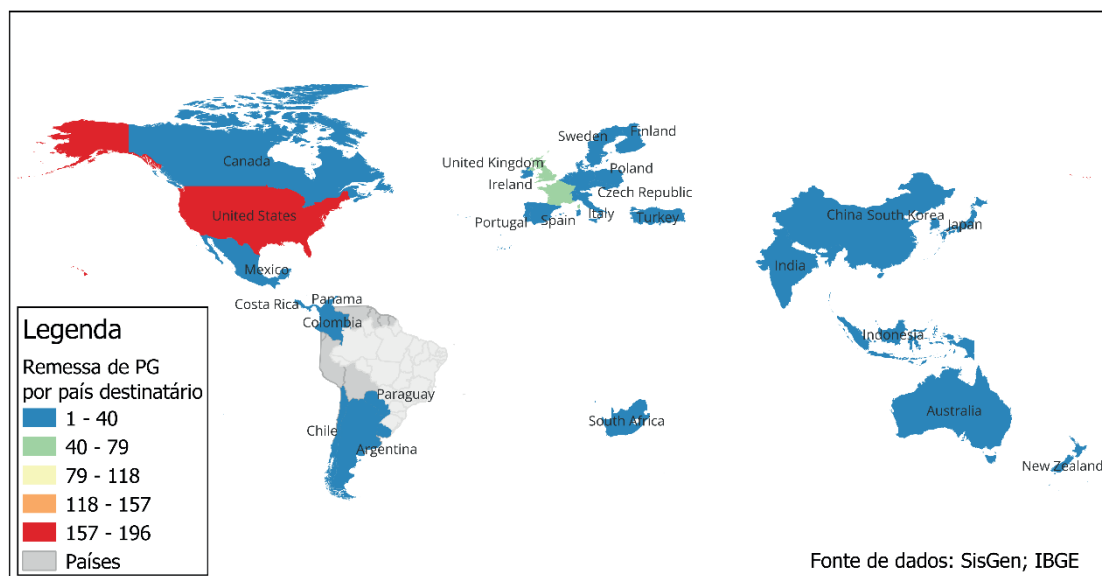 Sweden
Finland
Canada
United Kingdom
Poland
Ireland
Czech Republic
United States
Portugal
Spain
Italy
Turkey
China
South Korea
Japan
India
Mexico
Costa Rica
Panama
Colombia
Indonesia
Paraguay
Chile
Argentina
South Africa
Australia
New Zealand
Legenda
Remessa de PG
por país destinatário
1 - 40
40 - 79
79 - 118
118 - 157
157 - 196
Países
Fonte de dados: SisGen; IBGE